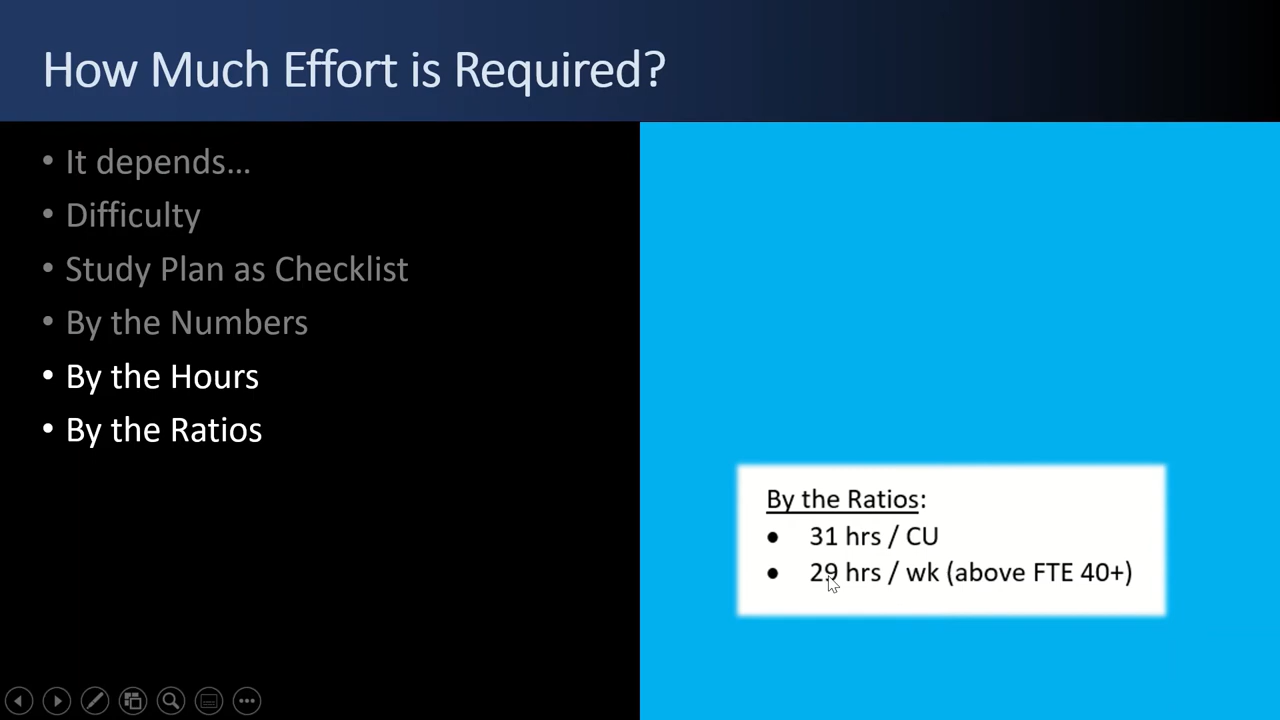 How Much Effort is Required?
• It depends...
• Difficulty
• Study Plan as Checklist
• By the Numbers
• By the Hours
• By the Ratios
By the Ratios:
● 31 hrs / CU
● 29 hrs / wk (above FTE 40+)